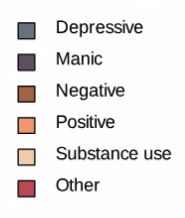 Depressive
Manic
Negative
Positive
Substance use
Other